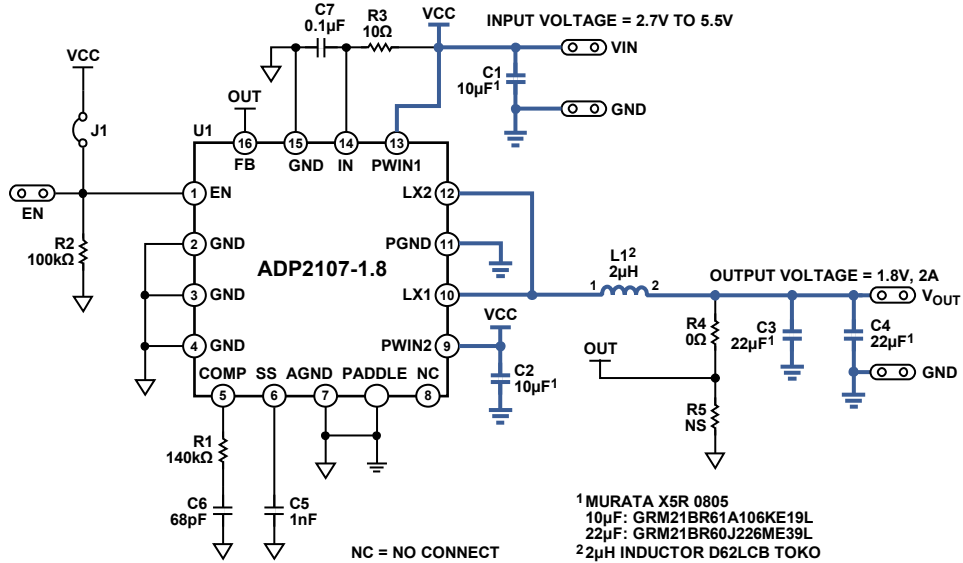 C7
0.1µF
R3
10Ω
VCC
INPUT VOLTAGE = 2.7V TO 5.5V
VIN
C1
10µF¹
GND
VCC
J1
OUT
U1
16
15
14
13
FB
GND
IN
PWIN1
EN
R2
100kΩ
1
EN
2
GND
3
GND
4
GND
ADP2107-1.8
LX2
12
PGND
11
LX1
10
PWIN2
9
COMP
SS
AGND
PADDLE
NC
5
6
7
8
L1²
2µH
1
2
OUTPUT VOLTAGE = 1.8V, 2A
VOUT
R4
0Ω
C3
22µF¹
C4
22µF¹
GND
OUT
R5
NS
VCC
C2
10µF¹
R1
140kΩ
C6
68pF
C5
1nF
NC = NO CONNECT
¹ MURATA X5R 0805
10µF: GRM21BR61A106KE19L
22µF: GRM21BR60J226ME39L
² 2µH INDUCTOR D62LCB TOKO